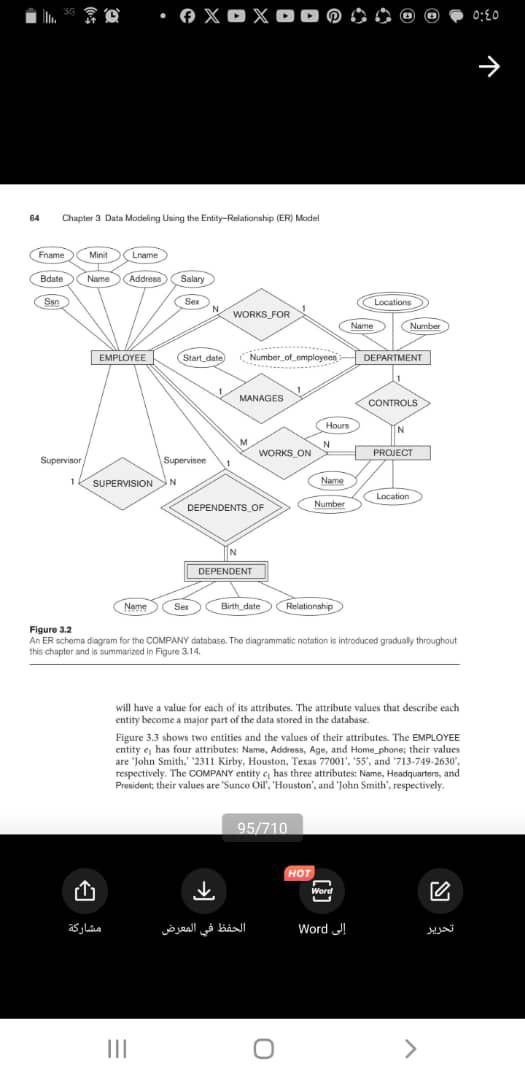 3G
٥:٤٥
64 Chapter 3 Data Modeling Using the Entity–Relationship (ER) Model
Fname Minit Lname
Bdate Name Address Salary
Ssn Sex
N WORKS_FOR 1
Locations
Name Number
EMPLOYEE Start_date Number_of_employees DEPARTMENT
1 MANAGES 1
1
CONTROLS
Hours
N
M WORKS_ON N
PROJECT
Supervisor Supervisee 1
1 SUPERVISION N
Name
Number Location
DEPENDENTS_OF
N
DEPENDENT
Name Sex Birth_date Relationship
Figure 3.2
An ER schema diagram for the COMPANY database. The diagrammatic notation is introduced gradually throughout
this chapter and is summarized in Figure 3.14.
will have a value for each of its attributes. The attribute values that describe each
entity become a major part of the data stored in the database.
Figure 3.3 shows two entities and the values of their attributes. The EMPLOYEE
entity e₁ has four attributes: Name, Address, Age, and Home_phone; their values
are 'John Smith,' '2311 Kirby, Houston, Texas 77001', '55', and '713-749-2630',
respectively. The COMPANY entity c₁ has three attributes: Name, Headquarters, and
President; their values are 'Sunco Oil', 'Houston', and 'John Smith', respectively.
95/710
HOT
Word
مشاركة
الحفظ في المعرض
إلى Word
تحرير